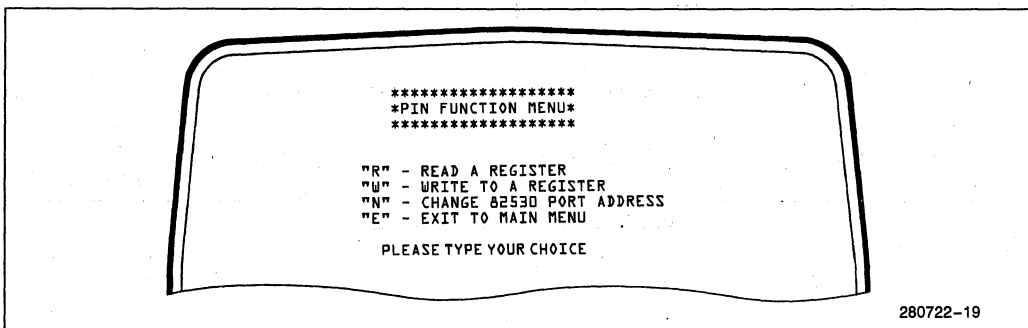 *******************
*PIN FUNCTION MENU*
*******************
"R" - READ A REGISTER
"W" - WRITE TO A REGISTER
"N" - CHANGE 82530 PORT ADDRESS
"E" - EXIT TO MAIN MENU
PLEASE TYPE YOUR CHOICE
280722-19